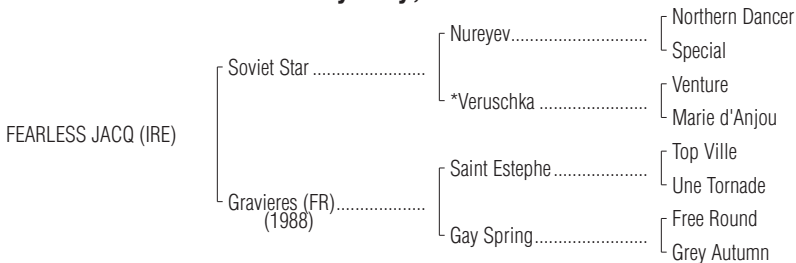 Northern Dancer
Nureyev
Special
Soviet Star
Venture
*Veruschka
Marie d'Anjou
FEARLESS JACQ (IRE)
Top Ville
Saint Estephe
Une Tornade
Gravieres (FR)
(1988)
Free Round
Gay Spring
Grey Autumn